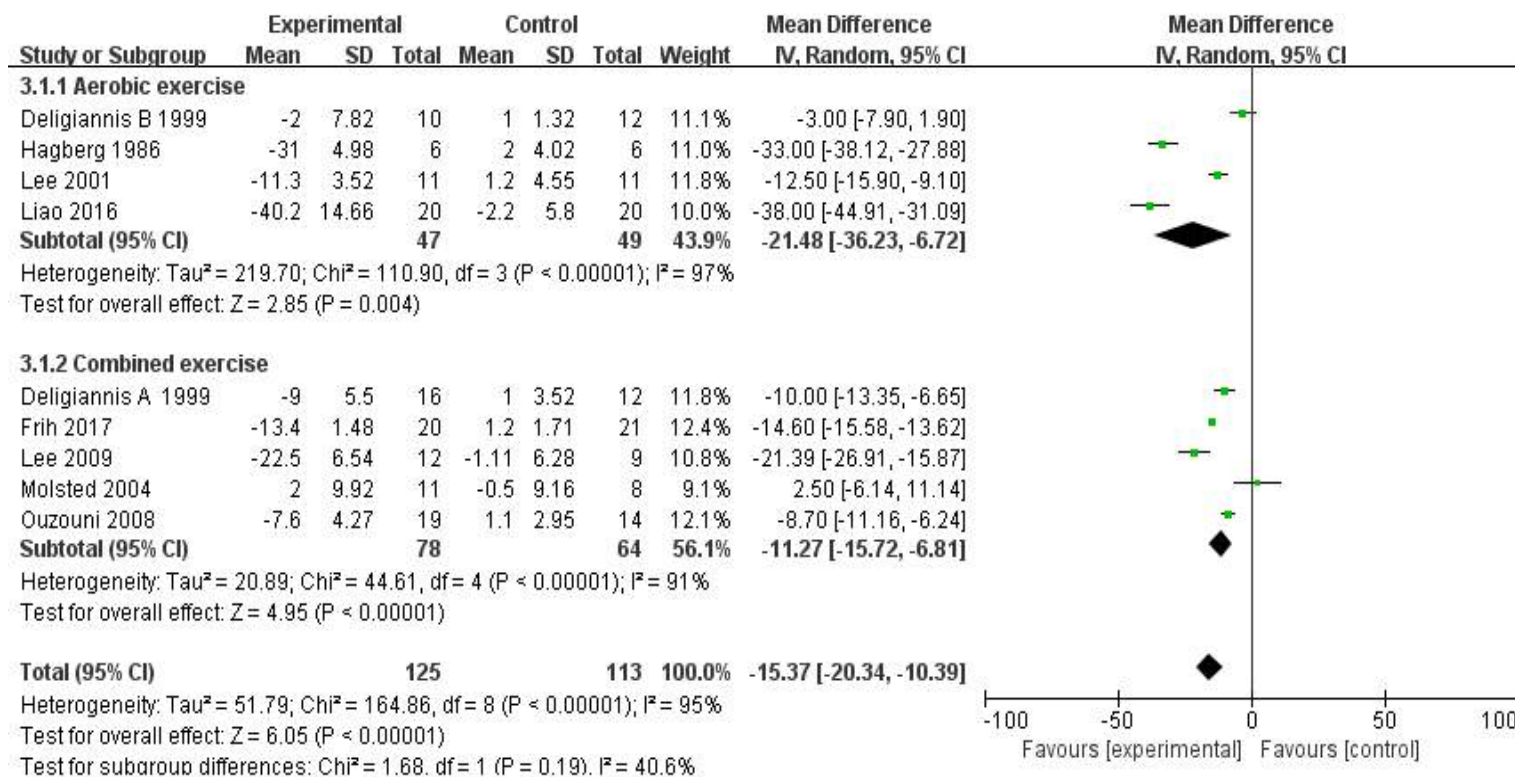 Experimental Control Mean Difference Mean Difference
Study or Subgroup Mean SD Total Mean SD Total Weight IV, Random, 95% CI IV, Random, 95% CI
3.1.1 Aerobic exercise
Deligiannis B 1999 -2 7.82 10 1 1.32 12 11.1% -3.00 [-7.90, 1.90]
Hagberg 1986 -31 4.98 6 2 4.02 6 11.0% -33.00 [-38.12, -27.88]
Lee 2001 -11.3 3.52 11 1.2 4.55 11 11.8% -12.50 [-15.90, -9.10]
Liao 2016 -40.2 14.66 20 -2.2 5.8 20 10.0% -38.00 [-44.91, -31.09]
Subtotal (95% CI) 47 49 43.9% -21.48 [-36.23, -6.72]
Heterogeneity: Tau² = 219.70; Chi² = 110.90, df = 3 (P < 0.00001); I² = 97%
Test for overall effect: Z = 2.85 (P = 0.004)
3.1.2 Combined exercise
Deligiannis A 1999 -9 5.5 16 1 3.52 12 11.8% -10.00 [-13.35, -6.65]
Frih 2017 -13.4 1.48 20 1.2 1.71 21 12.4% -14.60 [-15.58, -13.62]
Lee 2009 -22.5 6.54 12 -1.11 6.28 9 10.8% -21.39 [-26.91, -15.87]
Molsted 2004 2 9.92 11 -0.5 9.16 8 9.1% 2.50 [-6.14, 11.14]
Ouzouni 2008 -7.6 4.27 19 1.1 2.95 14 12.1% -8.70 [-11.16, -6.24]
Subtotal (95% CI) 78 64 56.1% -11.27 [-15.72, -6.81]
Heterogeneity: Tau² = 20.89; Chi² = 44.61, df = 4 (P < 0.00001); I² = 91%
Test for overall effect: Z = 4.95 (P < 0.00001)
Total (95% CI) 125 113 100.0% -15.37 [-20.34, -10.39]
Heterogeneity: Tau² = 51.79; Chi² = 164.86, df = 8 (P < 0.00001); I² = 95%
Test for overall effect: Z = 6.05 (P < 0.00001)
Test for subgroup differences: Chi² = 1.68, df = 1 (P = 0.19), I² = 40.6%
-100 -50 0 50 100
Favours [experimental] Favours [control]